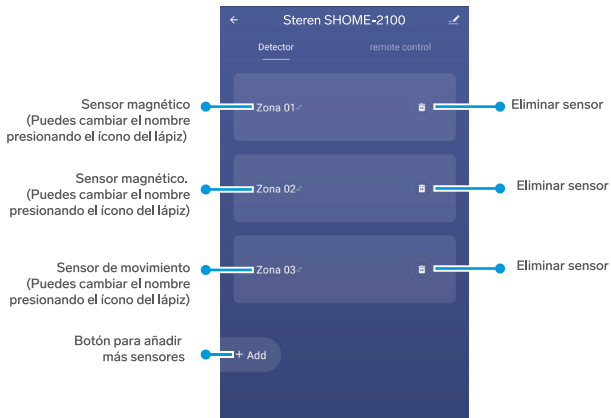 Steren SHOME-2100
Detector
remote control
Sensor magnético
(Puedes cambiar el nombre
presionando el ícono del lápiz)
Zona 01
Eliminar sensor
Sensor magnético.
(Puedes cambiar el nombre
presionando el ícono del lápiz)
Zona 02
Eliminar sensor
Sensor de movimiento
(Puedes cambiar el nombre
presionando el ícono del lápiz)
Zona 03
Eliminar sensor
Botón para añadir
más sensores
+ Add